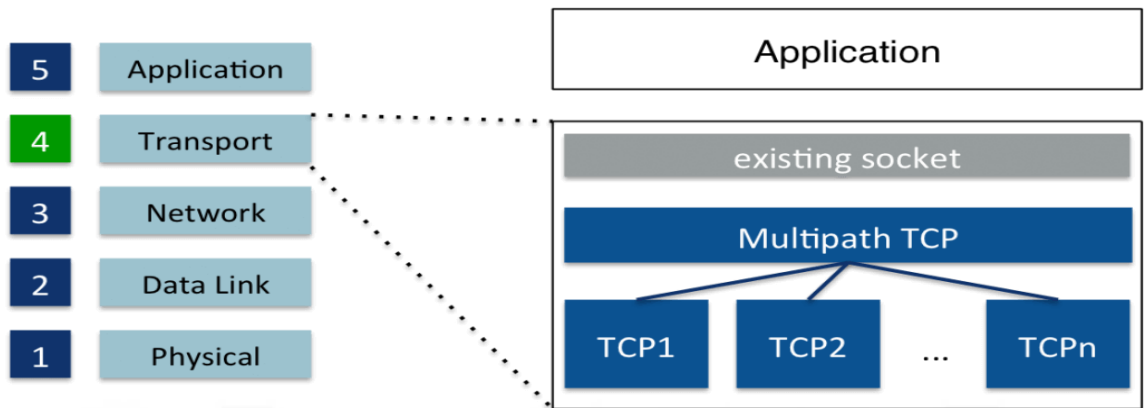 5 Application
4 Transport
3 Network
2 Data Link
1 Physical
Application
existing socket
Multipath TCP
TCP1 TCP2 ... TCPn